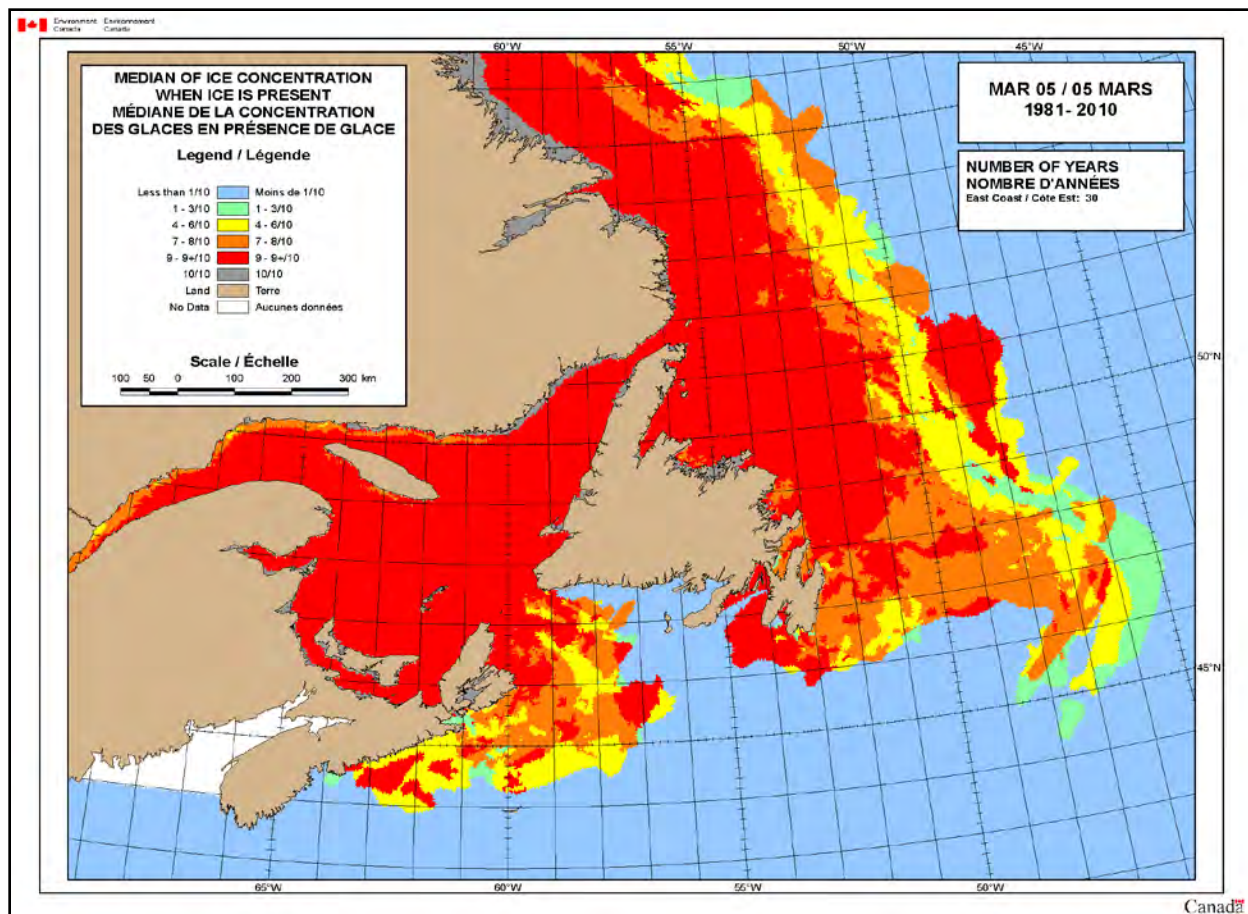 Environment Environnement
Canada Canada
60°W 55°W 50°W 45°W
MEDIAN OF ICE CONCENTRATION
WHEN ICE IS PRESENT
MÉDIANE DE LA CONCENTRATION
DES GLACES EN PRÉSENCE DE GLACE
Legend / Légende
Less than 1/10 Moins de 1/10
1 - 3/10 1 - 3/10
4 - 6/10 4 - 6/10
7 - 8/10 7 - 8/10
9 - 9+/10 9 - 9+/10
10/10 10/10
Land Terre
No Data Aucunes données
Scale / Échelle
100 50 0 100 200 300 km
MAR 05 / 05 MARS
1981- 2010
NUMBER OF YEARS
NOMBRE D'ANNÉES
East Coast / Cote Est: 30
50°N
45°N
65°W 60°W 55°W 50°W
Canada